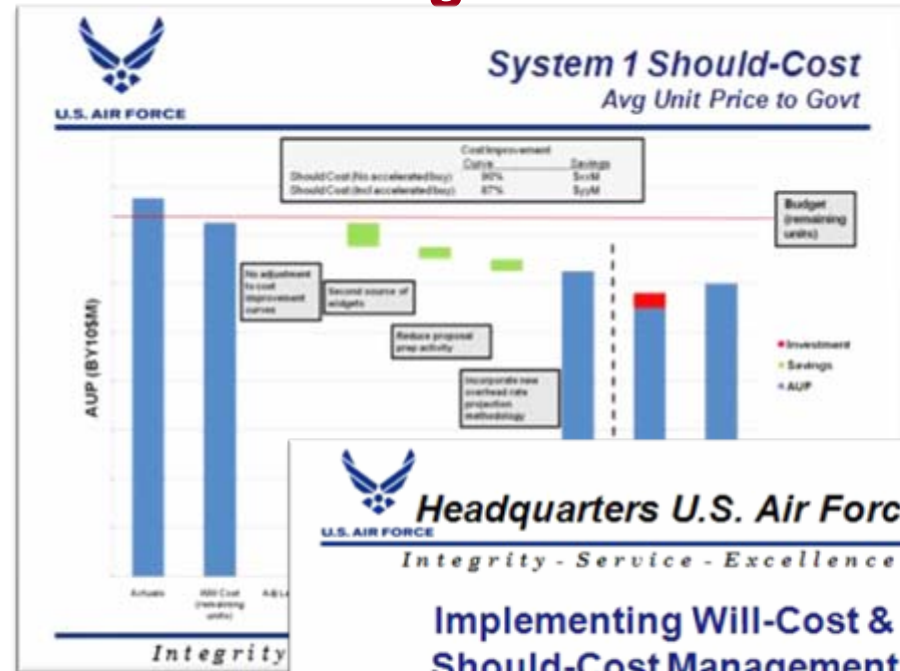 System 1 Should-Cost
Avg Unit Price to Govt
U.S. AIR FORCE
Cost Improvement
Curve Savings
Should Cost (No accelerated buy) 90% $xxM
Should Cost (Incl accelerated buy) 87% $yyM
Budget
(remaining
units)
No adjustment
to cost
improvement
curves
Second source of
widgets
Reduce proposal
prep activity
Incorporate new
overhead rate
projection
methodology
AUP (BY10$M)
Investment
Savings
AUP
Actuals
Will Cost
(remaining
units)
Integrity
U.S. AIR FORCE
Headquarters U.S. Air Forc
Integrity - Service - Excellence
Implementing Will-Cost &
Should-Cost Management